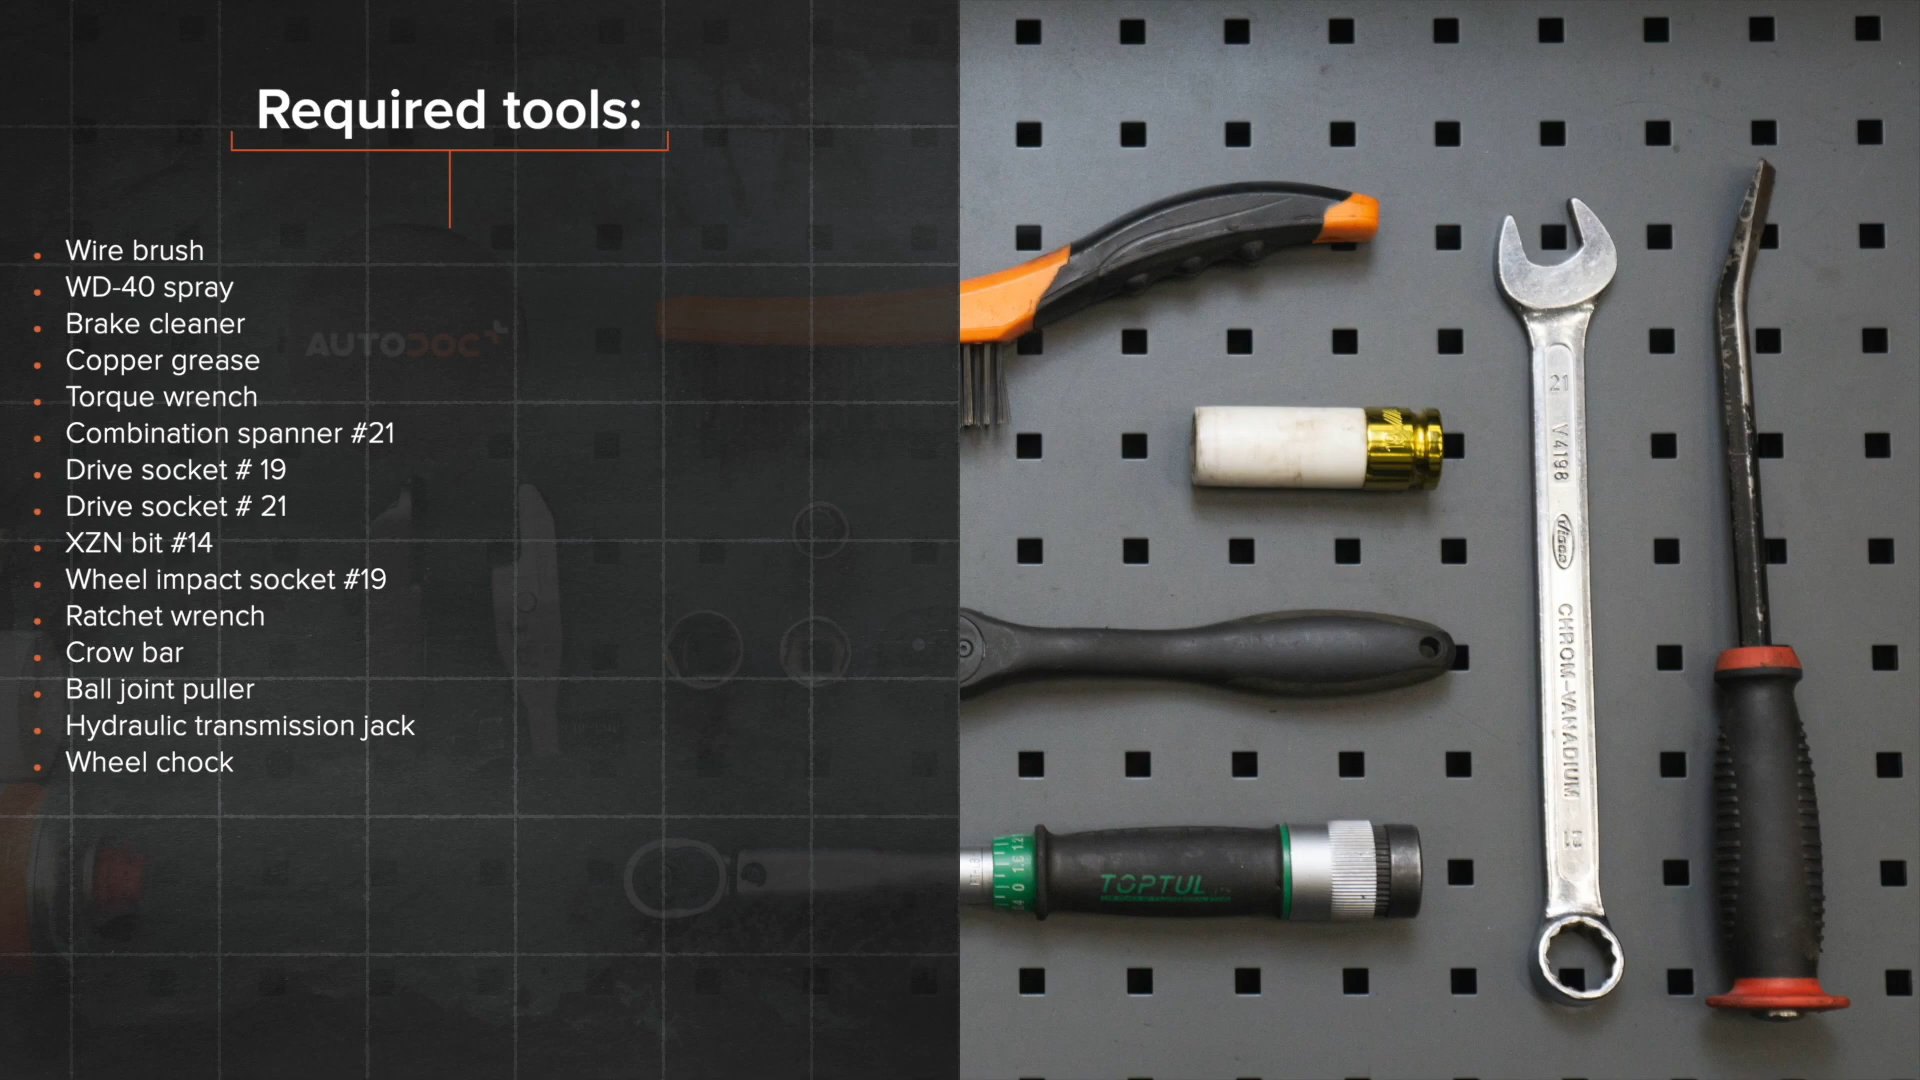 Required tools:
Wire brush
WD-40 spray
Brake cleaner
AUTODOC
Copper grease
Torque wrench
Combination spanner #21
Drive socket # 19
Drive socket # 21
XZN bit #14
Wheel impact socket #19
Ratchet wrench
Crow bar
Ball joint puller
Hydraulic transmission jack
Wheel chock
21
V4196
CHROM-VANADIUM
TOPTUL